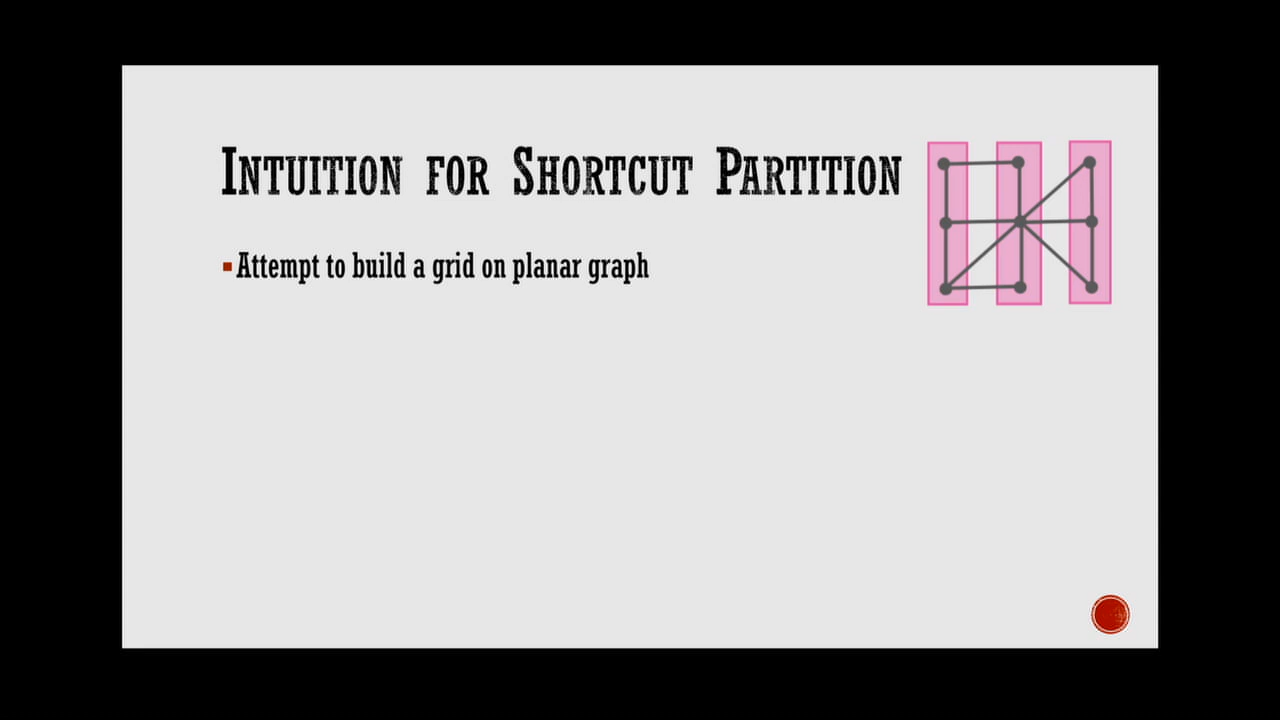 Intuition for Shortcut Partition
Attempt to build a grid on planar graph